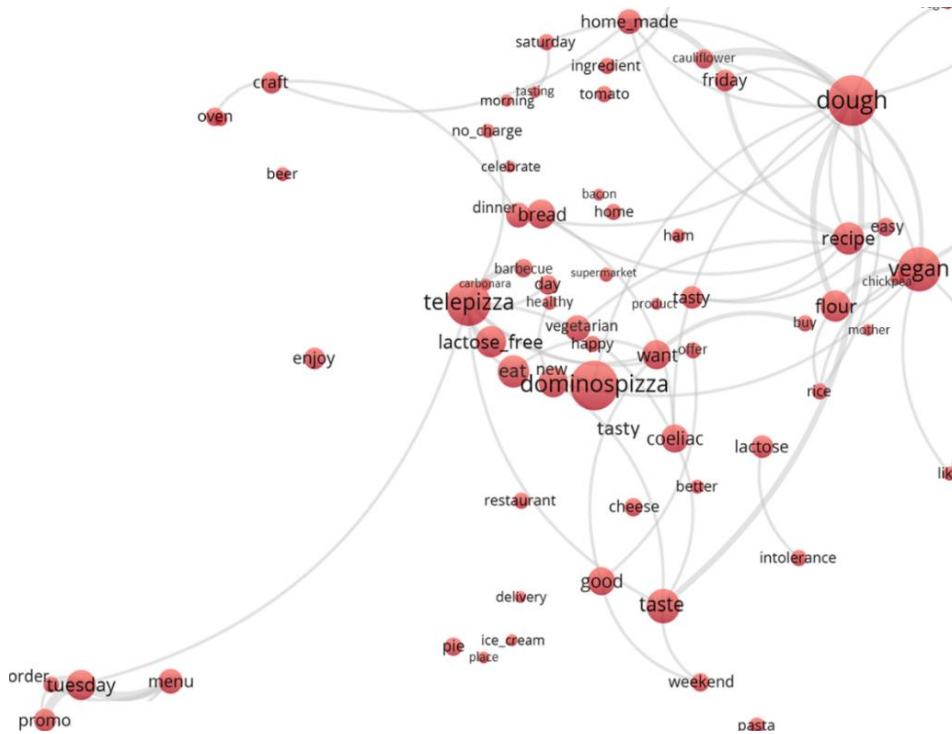 home_made
saturday
cauliflower
ingredient
friday
craft
tasting
tomato
morning
dough
oven
no_charge
celebrate
beer
bacon
dinner
bread
home
easy
ham
recipe
barbecue
supermarket
vegan
carbonara
day
chickpea
telepizza
healthy
product
tasty
flour
vegetarian
buy
mother
lactose_free
happy
want
offer
enjoy
eat
new
dominospizza
rice
tasty
coeliac
lactose
better
restaurant
cheese
intolerance
good
delivery
taste
ice_cream
pie
place
order
tuesday
menu
weekend
promo
pasta